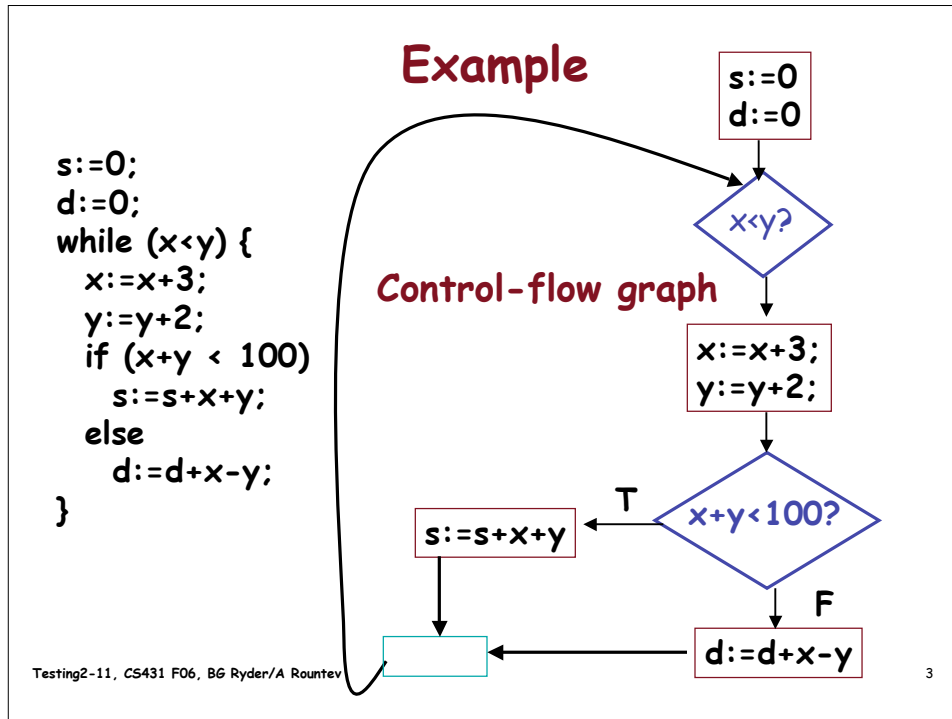 Example
s:=0;
d:=0;
while (x<y) {
x:=x+3;
y:=y+2;
if (x+y < 100)
s:=s+x+y;
else
d:=d+x-y;
}
Control-flow graph
s:=0
d:=0
x<y?
x:=x+3;
y:=y+2;
x+y<100?
T
s:=s+x+y
F
d:=d+x-y
Testing2-11, CS431 F06, BG Ryder/A Rountev
3